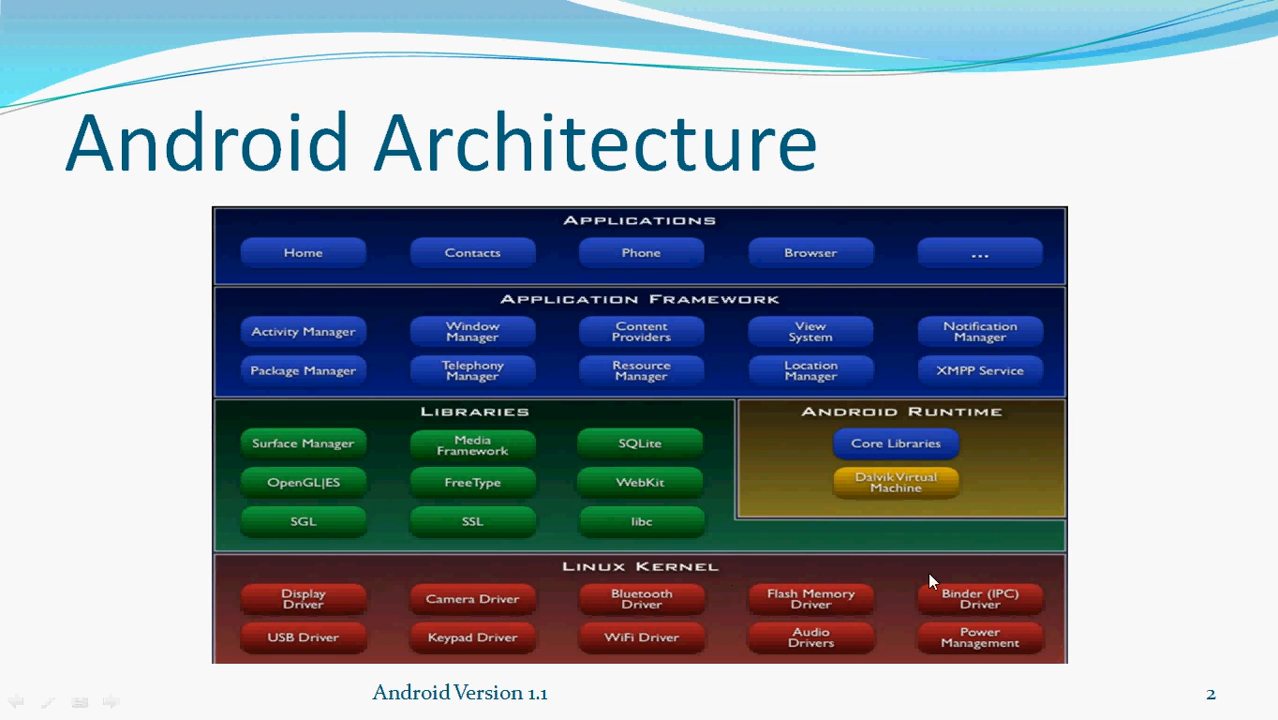 Android Architecture
APPLICATIONS
Home
Contacts
Phone
Browser
...
APPLICATION FRAMEWORK
Activity Manager
Window
Manager
Content
Providers
View
System
Notification
Manager
Package Manager
Telephony
Manager
Resource
Manager
Location
Manager
XMPP Service
LIBRARIES
Surface Manager
Media
Framework
SQLite
OpenGL|ES
FreeType
WebKit
SGL
SSL
libc
ANDROID RUNTIME
Core Libraries
Dalvik Virtual
Machine
LINUX KERNEL
Display
Driver
Camera Driver
Bluetooth
Driver
Flash Memory
Driver
Binder (IPC)
Driver
USB Driver
Keypad Driver
WiFi Driver
Audio
Drivers
Power
Management
Android Version 1.1
2